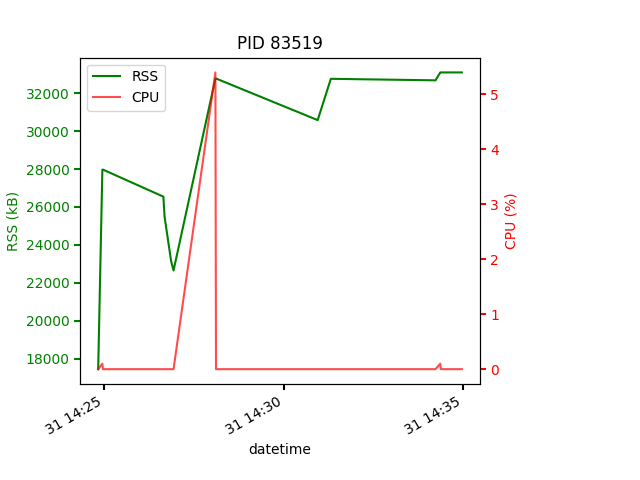 PID 83519
RSS
CPU
RSS (kB)
32000
30000
28000
26000
24000
22000
20000
18000
CPU (%)
5
4
3
2
1
0
31 14:25
31 14:30
31 14:35
datetime